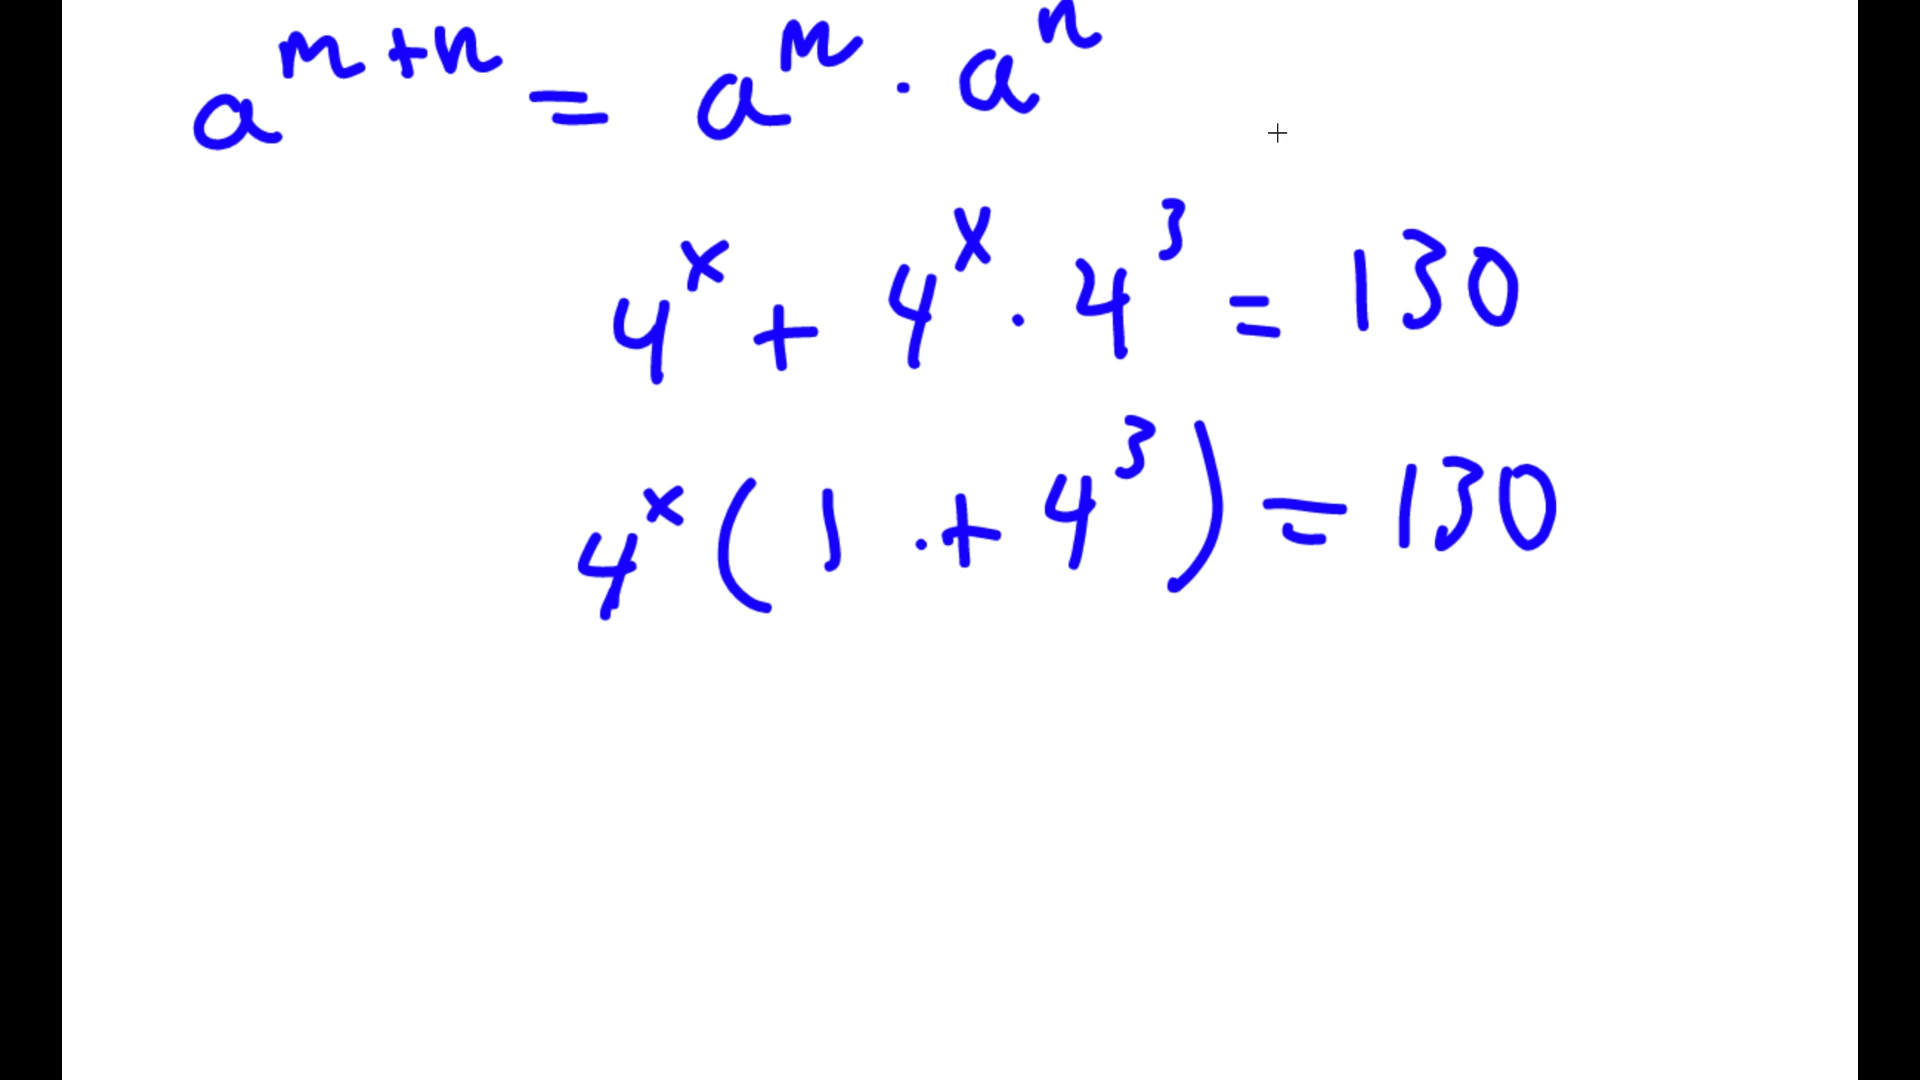 a^{m+n} = a^m · a^n
4^x + 4^x · 4^3 = 130
4^x (1 + 4^3) = 130